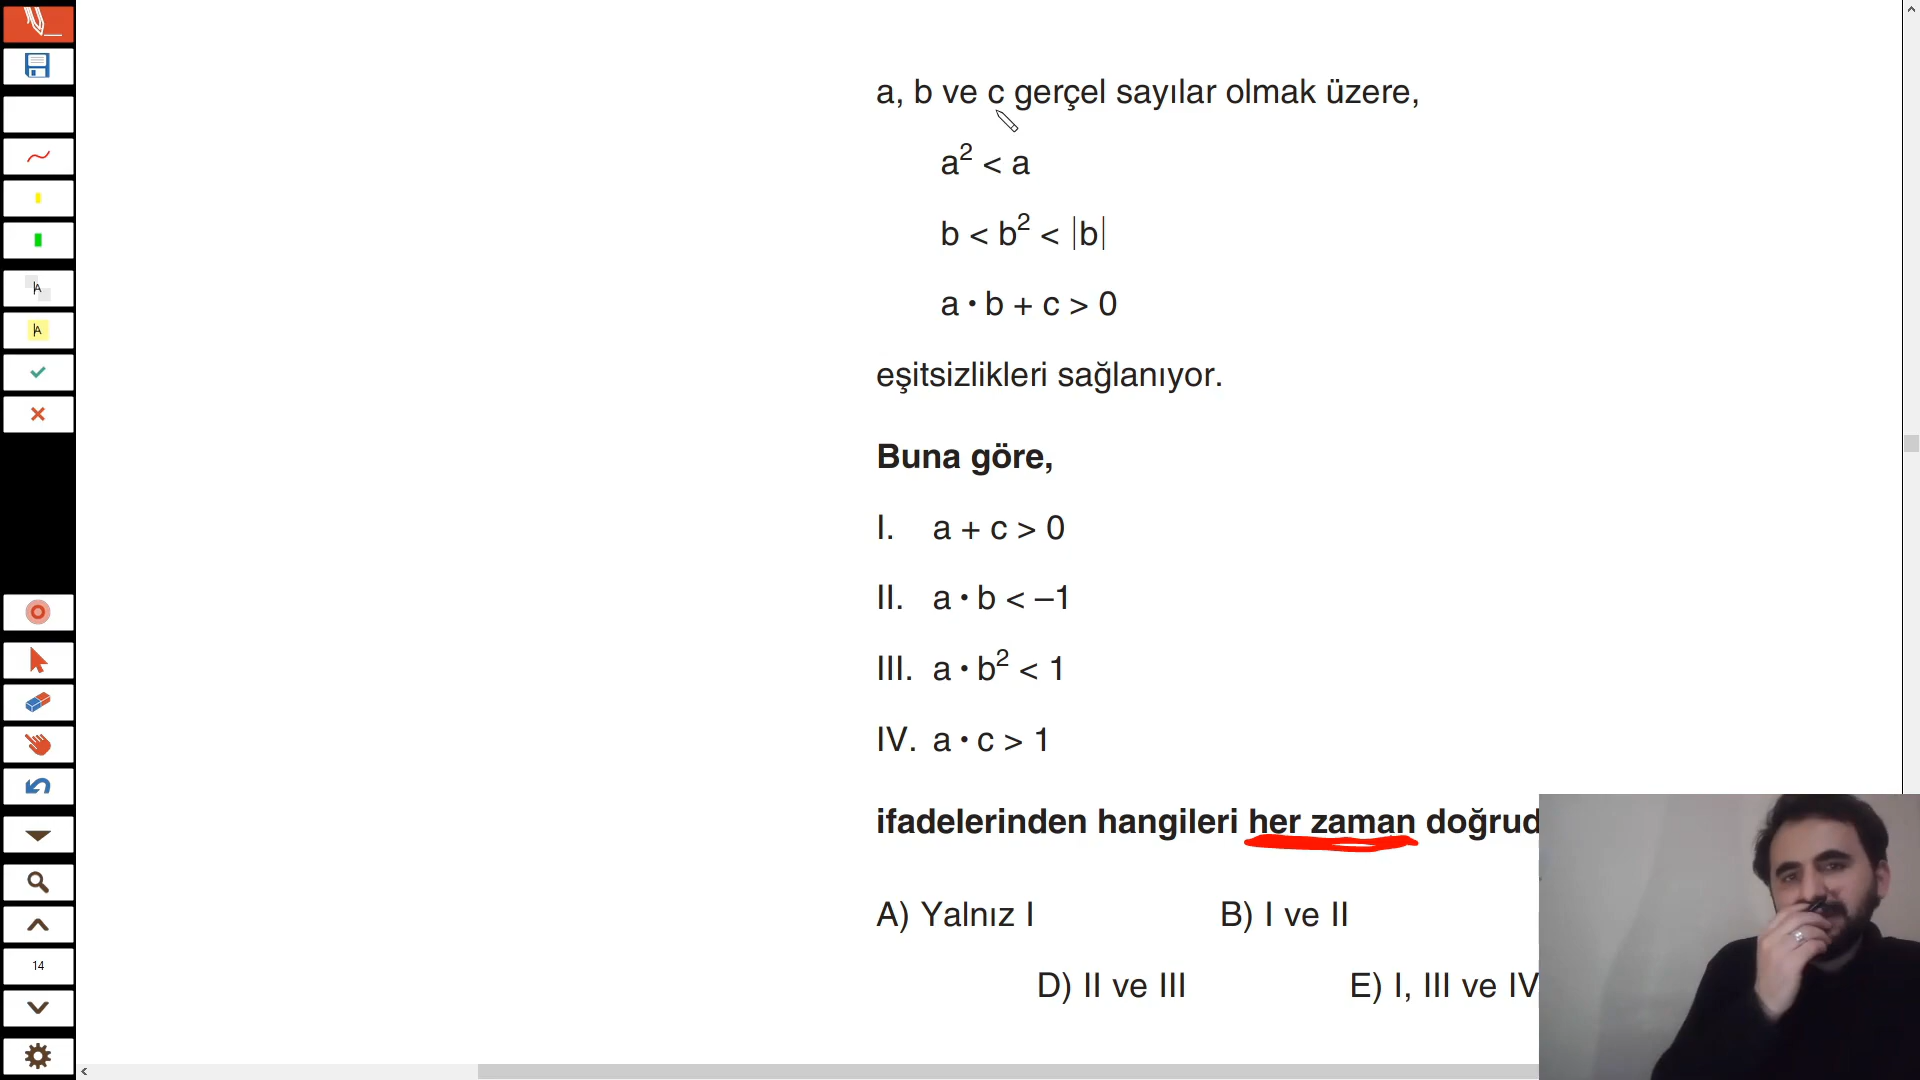 a, b ve c gerçel sayılar olmak üzere,
a² < a
b < b² < |b|
a · b + c > 0
eşitsizlikleri sağlanıyor.
Buna göre,
I. a + c > 0
II. a · b < –1
III. a · b² < 1
IV. a · c > 1
ifadelerinden hangileri her zaman doğrud
A) Yalnız I B) I ve II
D) II ve III E) I, III ve IV
A
A
14